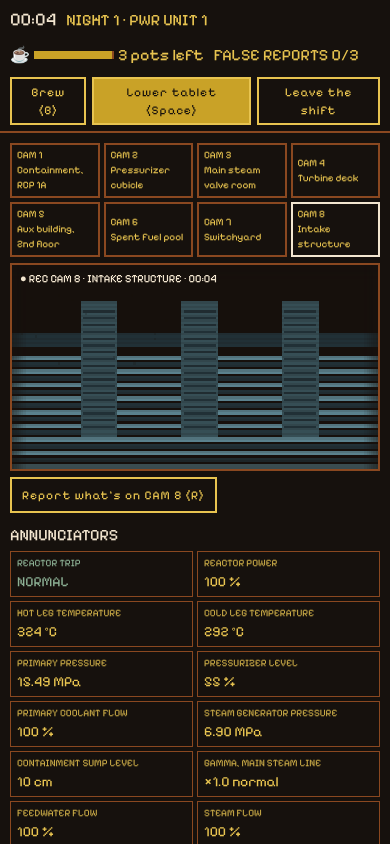 00:04 NIGHT 1 · PWR UNIT 1
3 pots left FALSE REPORTS 0/3
Brew
(B)
Lower tablet
(Space)
Leave the
shift
CAM 1
Containment,
RCP 1A
CAM 2
Pressurizer
cubicle
CAM 3
Main steam
valve room
CAM 4
Turbine deck
CAM 5
Aux building,
2nd floor
CAM 6
Spent fuel pool
CAM 7
Switchyard
CAM 8
Intake
structure
● REC CAM 8 · INTAKE STRUCTURE · 00:04
Report what's on CAM 8 (R)
ANNUNCIATORS
REACTOR TRIP
NORMAL
REACTOR POWER
100 %
HOT LEG TEMPERATURE
324 °C
COLD LEG TEMPERATURE
292 °C
PRIMARY PRESSURE
15.49 MPa
PRESSURIZER LEVEL
55 %
PRIMARY COOLANT FLOW
100 %
STEAM GENERATOR PRESSURE
6.90 MPa
CONTAINMENT SUMP LEVEL
10 cm
GAMMA, MAIN STEAM LINE
×1.0 normal
FEEDWATER FLOW
100 %
STEAM FLOW
100 %